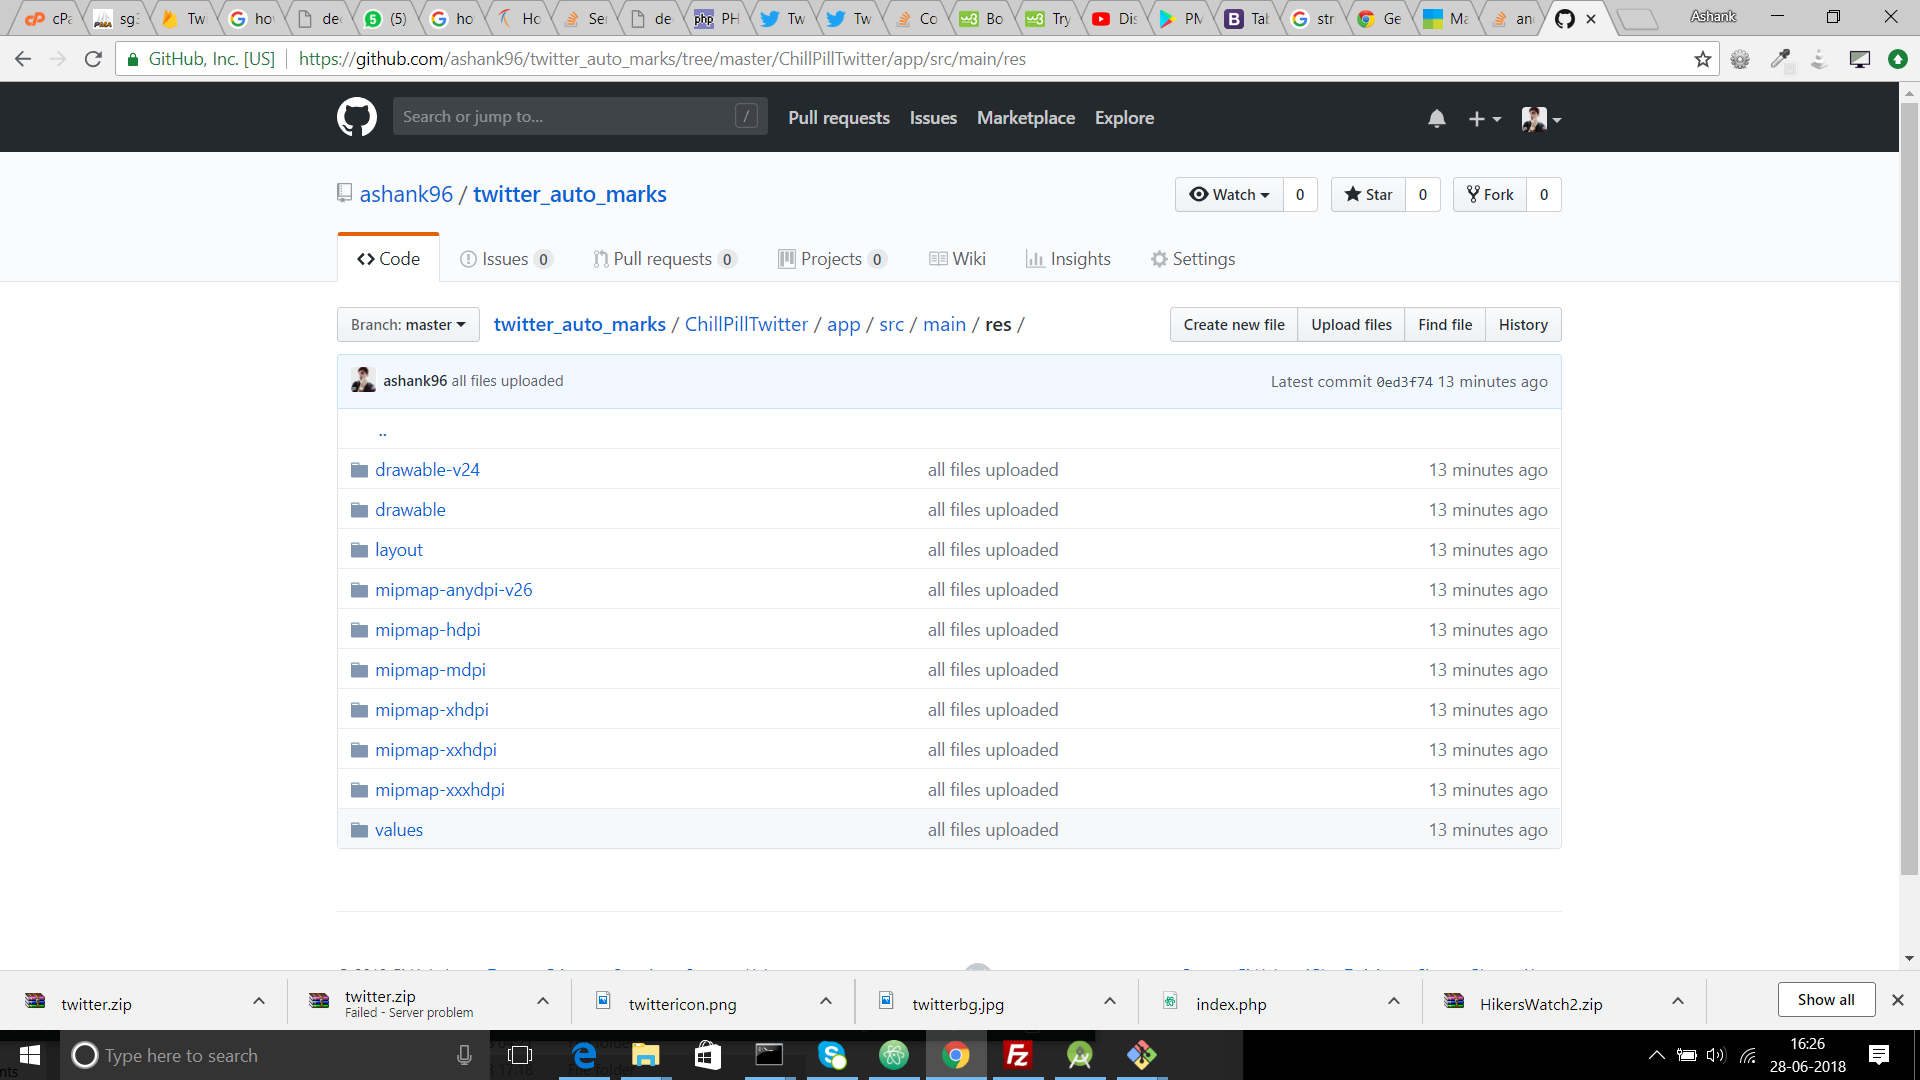 cPa
sg3
Tw
hov
dec
(5)
ho
Ho
Ser
dec
PH
Tw
Tw
Co
Bo
Try
Dis
PM
Tab
str
Ge
Ma
and
Ashank
GitHub, Inc. [US] https://github.com/ashank96/twitter_auto_marks/tree/master/ChillPillTwitter/app/src/main/res
Search or jump to... / Pull requests Issues Marketplace Explore
ashank96 / twitter_auto_marks
Watch 0 Star 0 Fork 0
Code Issues 0 Pull requests 0 Projects 0 Wiki Insights Settings
Branch: master twitter_auto_marks / ChillPillTwitter / app / src / main / res /
Create new file Upload files Find file History
ashank96 all files uploaded Latest commit 0ed3f74 13 minutes ago
..
drawable-v24 all files uploaded 13 minutes ago
drawable all files uploaded 13 minutes ago
layout all files uploaded 13 minutes ago
mipmap-anydpi-v26 all files uploaded 13 minutes ago
mipmap-hdpi all files uploaded 13 minutes ago
mipmap-mdpi all files uploaded 13 minutes ago
mipmap-xhdpi all files uploaded 13 minutes ago
mipmap-xxhdpi all files uploaded 13 minutes ago
mipmap-xxxhdpi all files uploaded 13 minutes ago
values all files uploaded 13 minutes ago
twitter.zip
twitter.zip
Failed - Server problem
twittericon.png
twitterbg.jpg
index.php
HikersWatch2.zip
Show all
Type here to search
16:26
28-06-2018